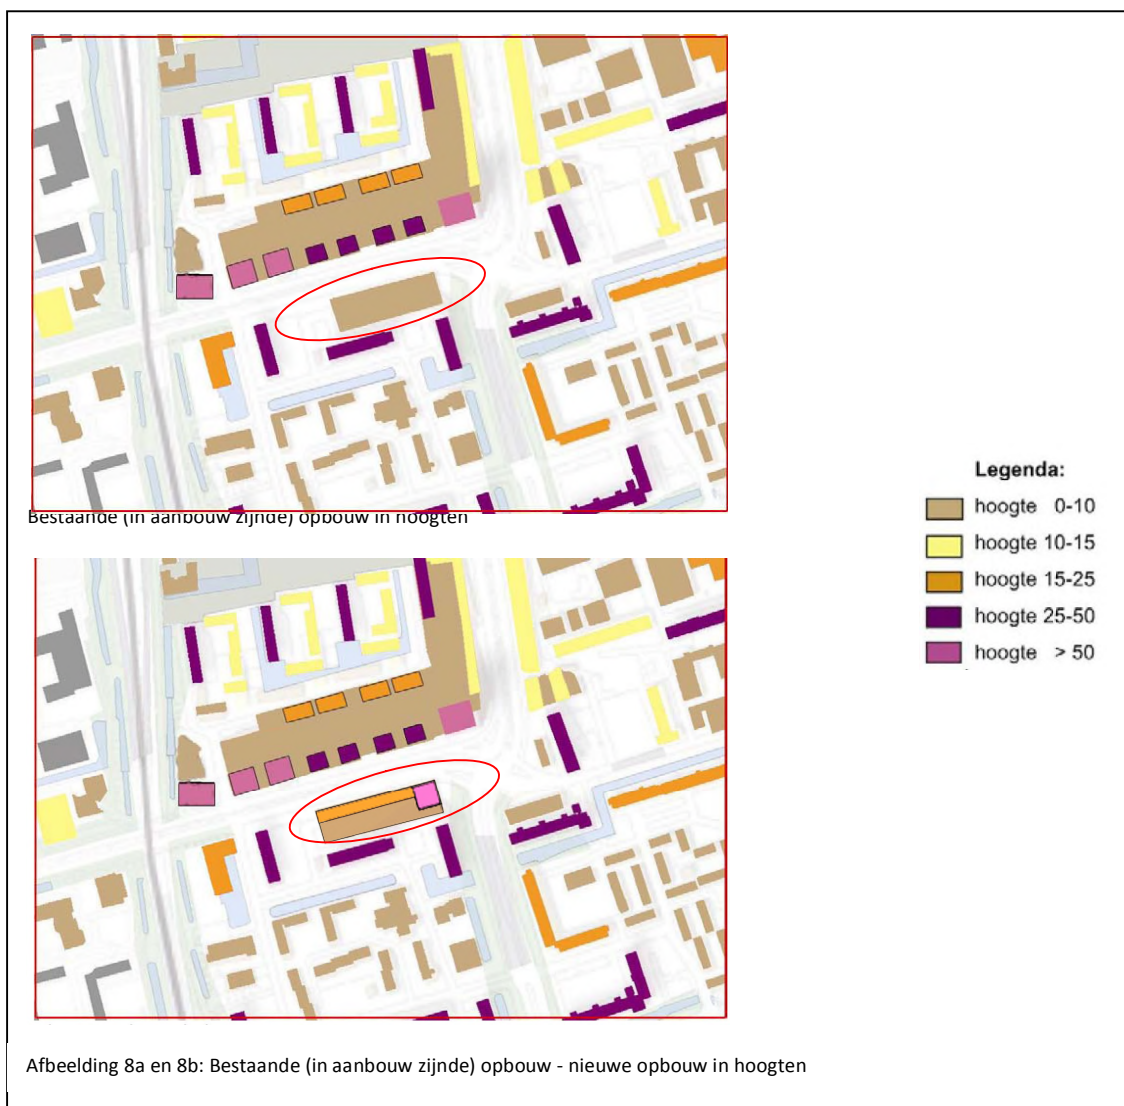 Bestaande (in aanbouw zijnde) opbouw in hoogten
Legenda:
hoogte 0-10
hoogte 10-15
hoogte 15-25
hoogte 25-50
hoogte > 50
Afbeelding 8a en 8b: Bestaande (in aanbouw zijnde) opbouw - nieuwe opbouw in hoogten